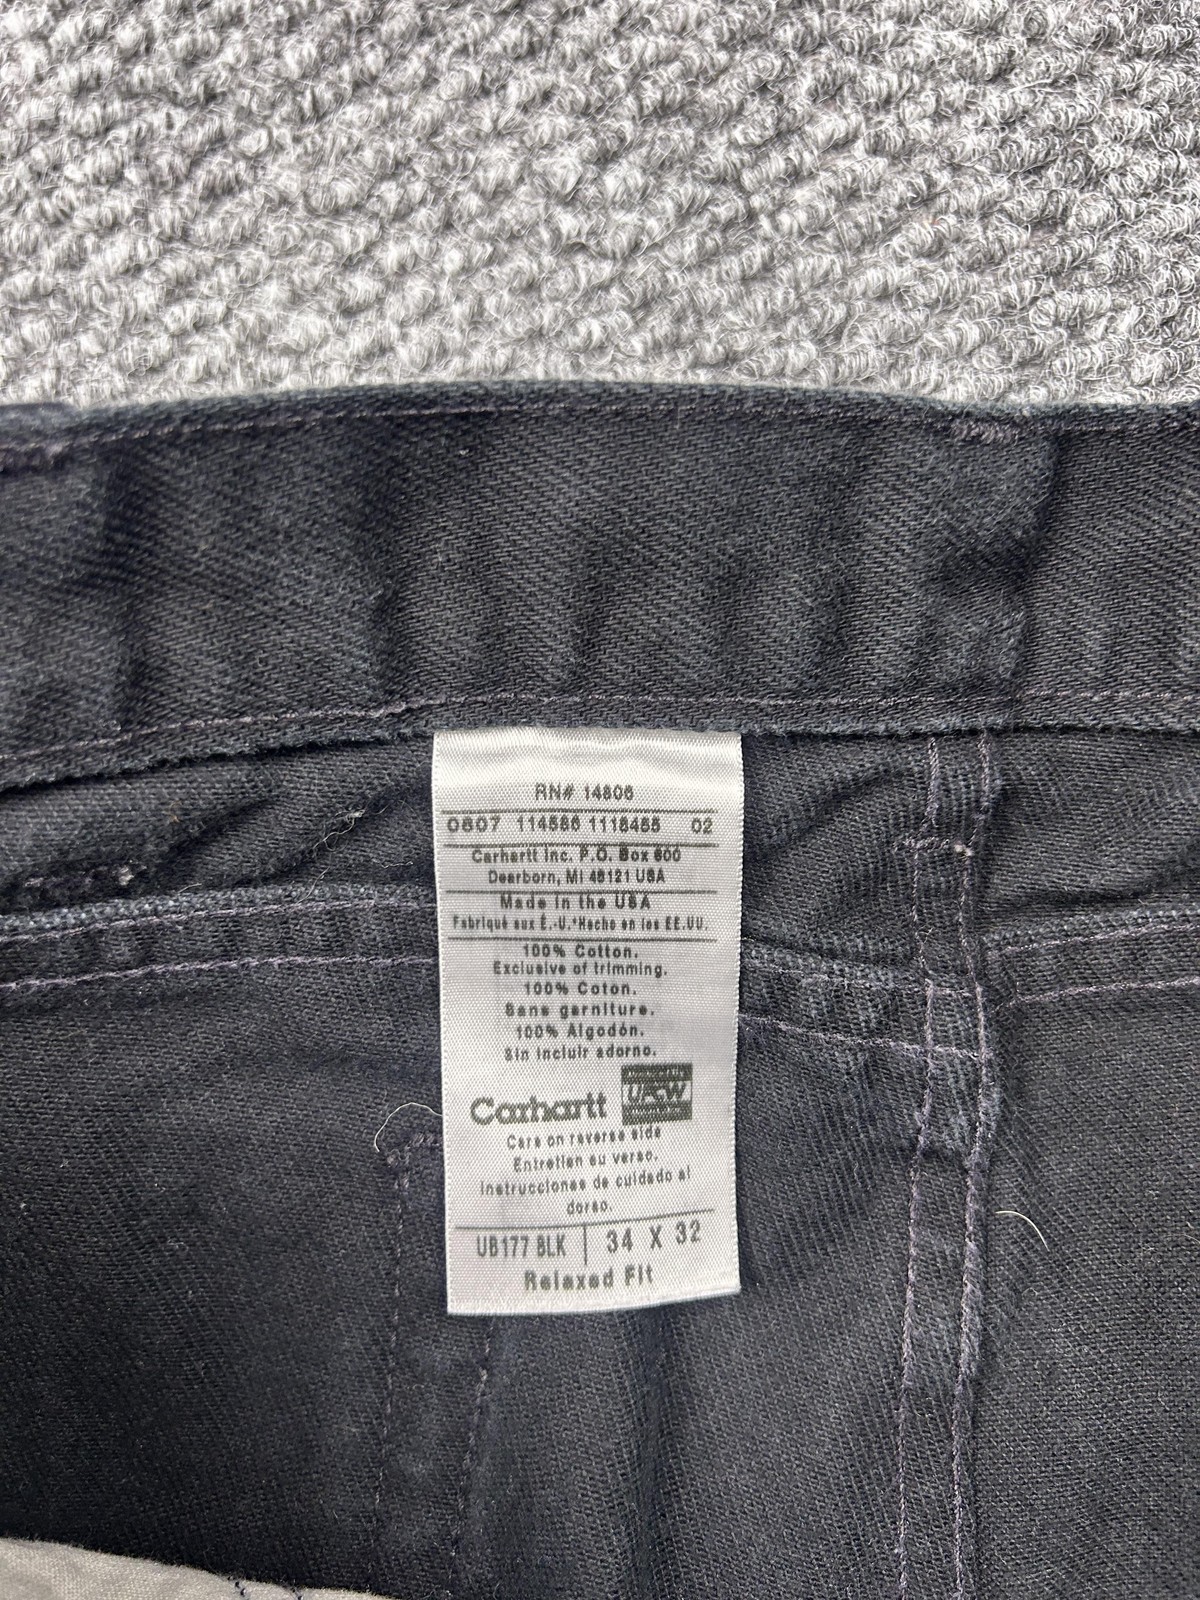 RN# 14806
0607 114586 1118455 02
Carhartt Inc. P.O. Box 600
Dearborn, MI 48121 USA
Made in the USA
Fabriqué aux É.-U.*Hecho en los EE.UU.
100% Cotton.
Exclusive of trimming.
100% Coton.
Sans garniture.
100% Algodón.
Sin incluir adorno.
Carhartt UFCW
Care on reverse side
Entretien au verso.
Instrucciones de cuidado al
dorso.
UB177 BLK 34 X 32
Relaxed Fit